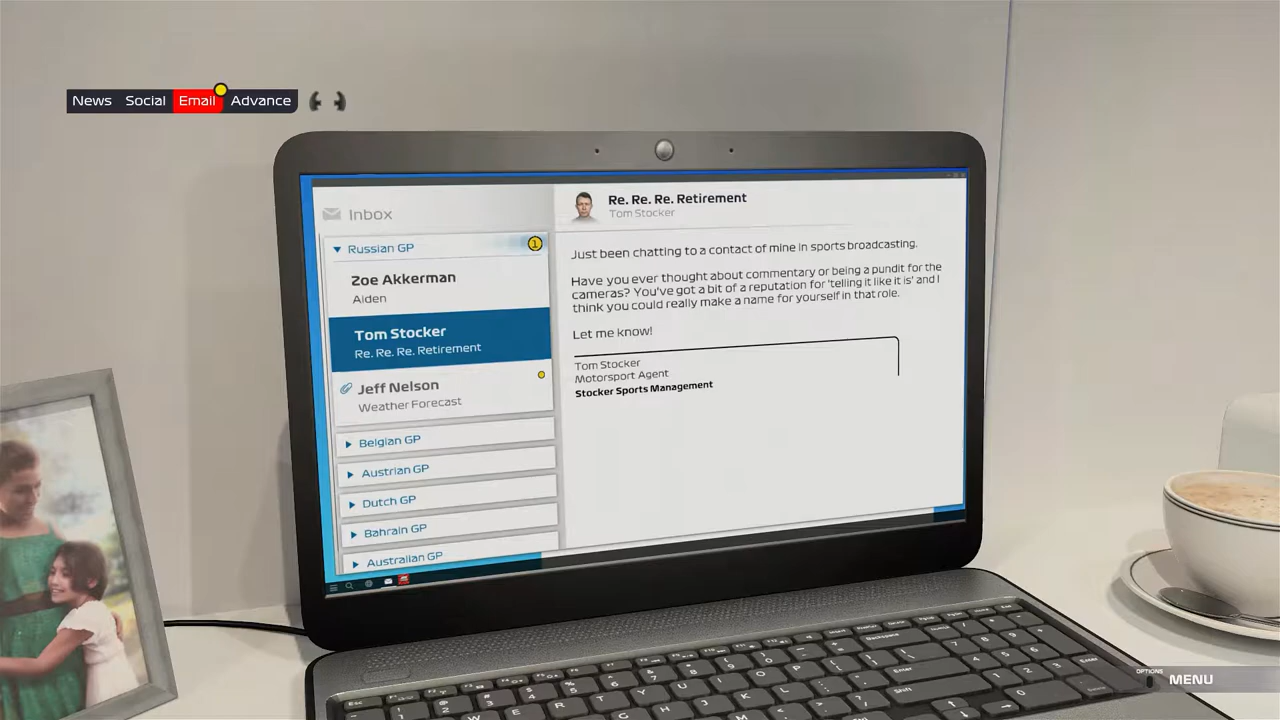 News Social Email Advance
Inbox
Russian GP 1
Zoe Akkerman
Aiden
Tom Stocker
Re. Re. Re. Retirement
Jeff Nelson
Weather Forecast
Belgian GP
Austrian GP
Dutch GP
Bahrain GP
Australian GP
Re. Re. Re. Retirement
Tom Stocker
Just been chatting to a contact of mine in sports broadcasting.
Have you ever thought about commentary or being a pundit for the
cameras? You've got a bit of a reputation for 'telling it like it is' and I
think you could really make a name for yourself in that role.
Let me know!
Tom Stocker
Motorsport Agent
Stocker Sports Management
OPTIONS
MENU